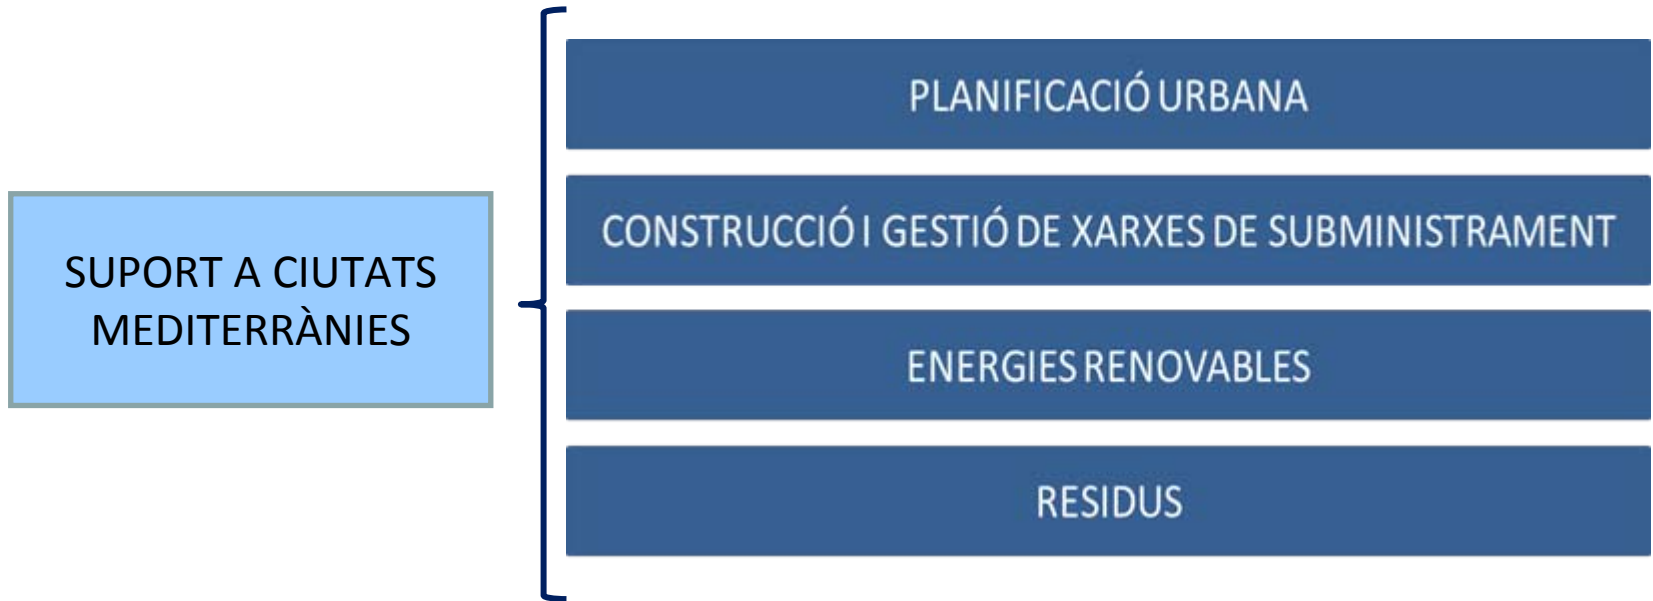 SUPORT A CIUTATS
MEDITERRÀNIES
PLANIFICACIÓ URBANA
CONSTRUCCIÓ I GESTIÓ DE XARXES DE SUBMINISTRAMENT
ENERGIES RENOVABLES
RESIDUS